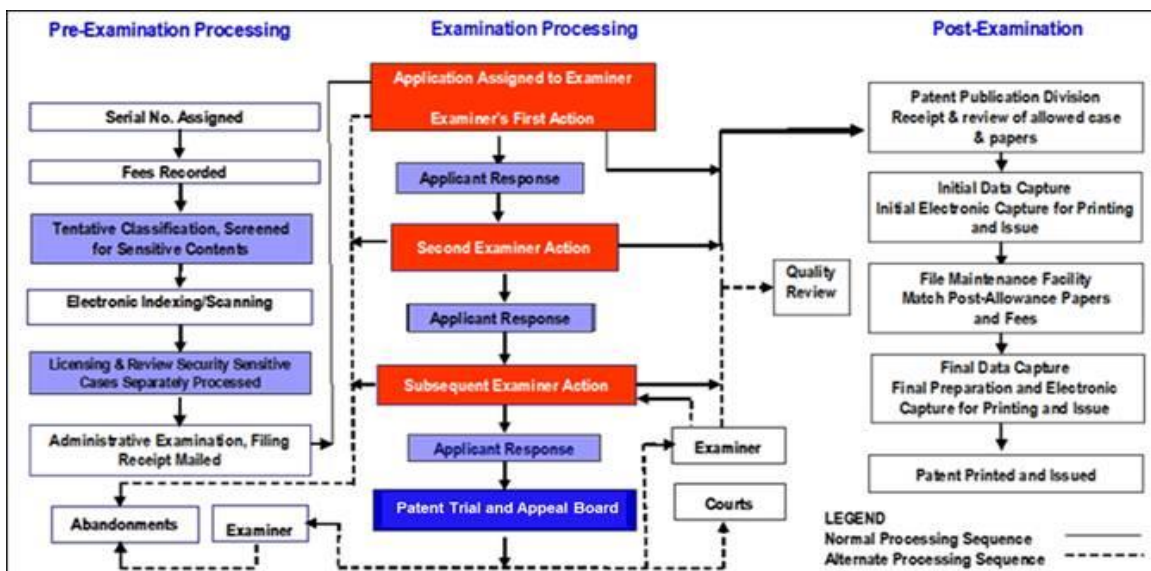 Pre-Examination Processing
Serial No. Assigned
Fees Recorded
Tentative Classification, Screened
for Sensitive Contents
Electronic Indexing/Scanning
Licensing & Review Security Sensitive
Cases Separately Processed
Administrative Examination, Filing
Receipt Mailed
Abandonments
Examiner
Examination Processing
Application Assigned to Examiner
Examiner's First Action
Applicant Response
Second Examiner Action
Applicant Response
Subsequent Examiner Action
Applicant Response
Patent Trial and Appeal Board
Quality
Review
Examiner
Courts
Post-Examination
Patent Publication Division
Receipt & review of allowed case
& papers
Initial Data Capture
Initial Electronic Capture for Printing
and Issue
File Maintenance Facility
Match Post-Allowance Papers
and Fees
Final Data Capture
Final Preparation and Electronic
Capture for Printing and Issue
Patent Printed and Issued
LEGEND
Normal Processing Sequence
Alternate Processing Sequence